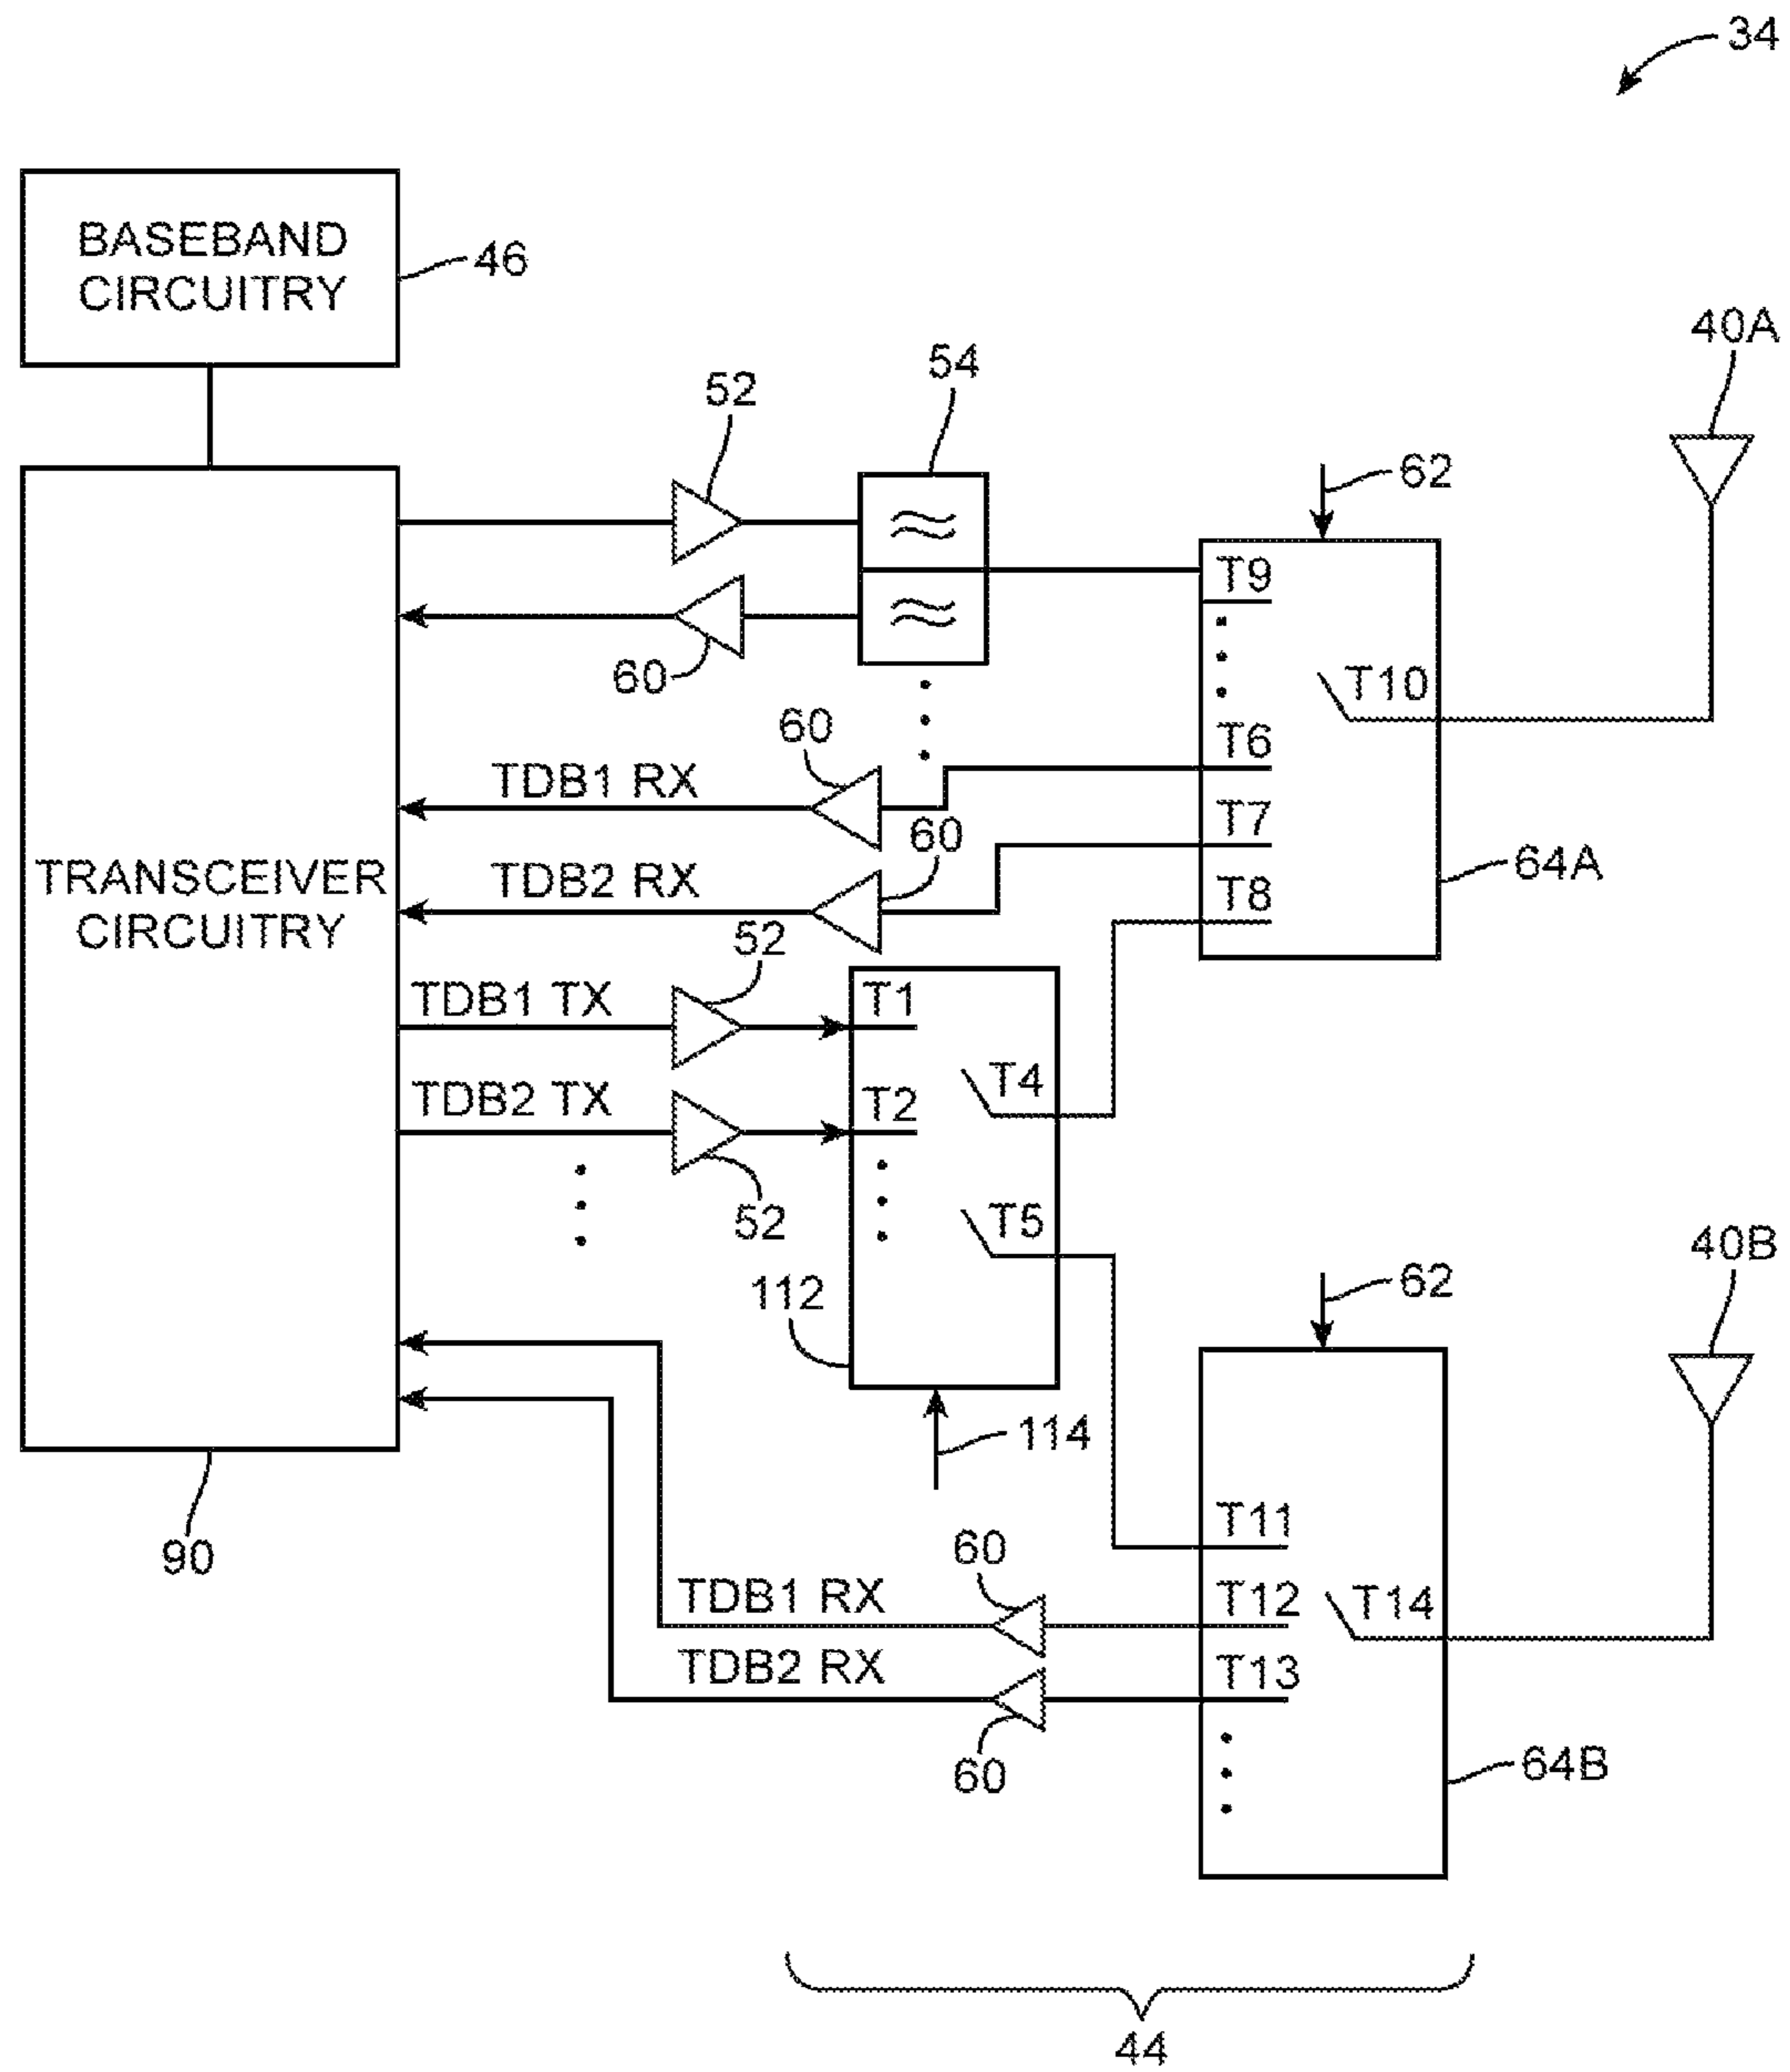 34
BASEBAND
CIRCUITRY
46
40A
54
52
62
T9
60
T10
60
T6
TDB1 RX
60
T7
TDB2 RX
64A
T8
TRANSCEIVER
CIRCUITRY
52
TDB1 TX
T1
T4
TDB2 TX
T2
52
T5
40B
112
62
114
90
T11
60
TDB1 RX
T12
T14
TDB2 RX
T13
60
64B
44